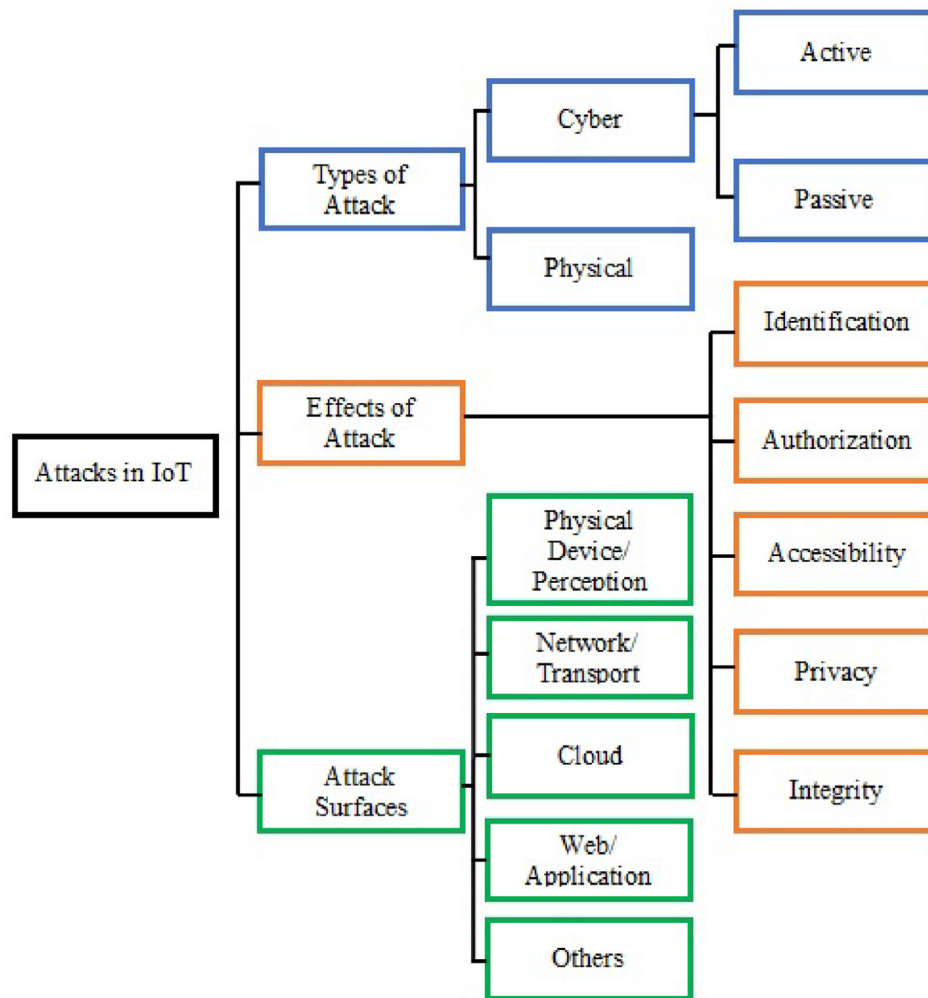 Attacks in IoT
Types of
Attack
Cyber
Active
Passive
Physical
Effects of
Attack
Identification
Authorization
Accessibility
Privacy
Integrity
Attack
Surfaces
Physical
Device/
Perception
Network/
Transport
Cloud
Web/
Application
Others